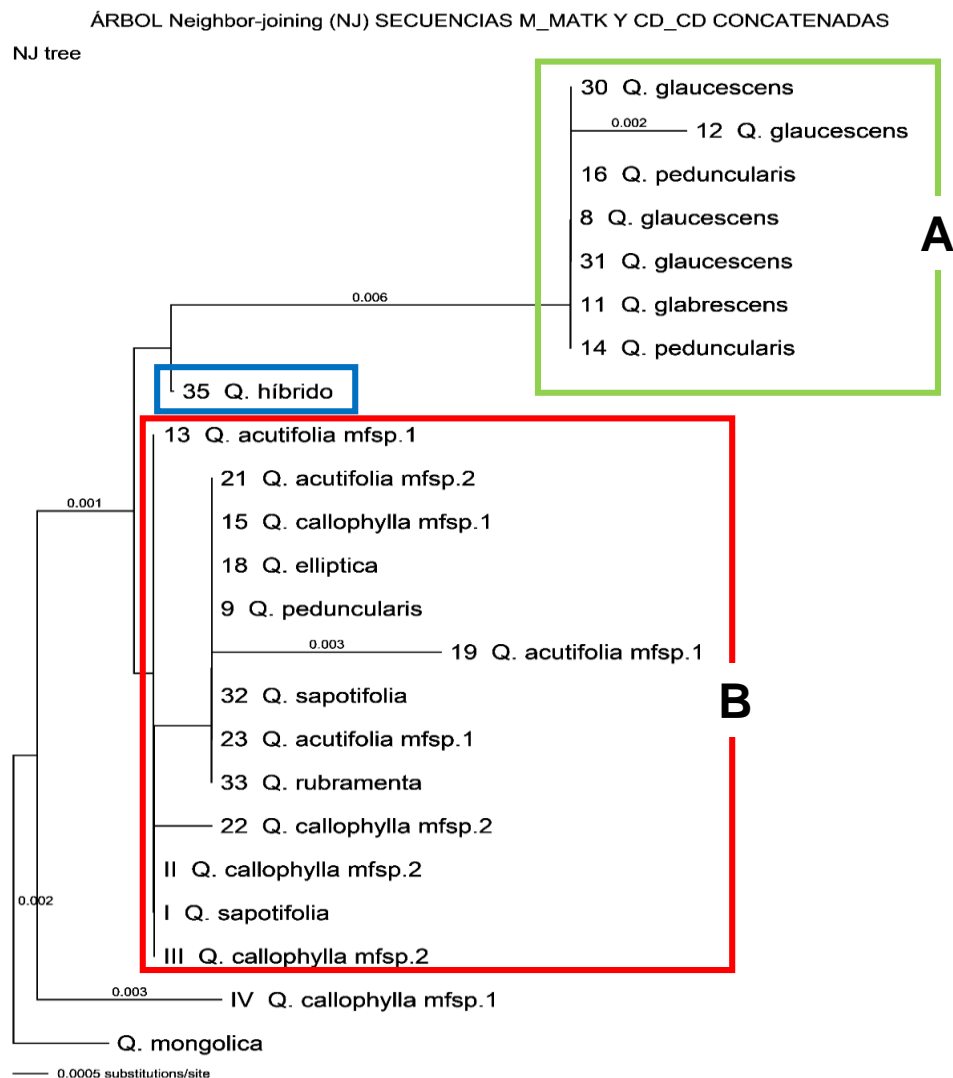 ÁRBOL Neighbor-joining (NJ) SECUENCIAS M_MATK Y CD_CD CONCATENADAS
NJ tree
30 Q. glaucescens
0.002
12 Q. glaucescens
16 Q. peduncularis
8 Q. glaucescens
A
31 Q. glaucescens
0.006
11 Q. glabrescens
14 Q. peduncularis
35 Q. híbrido
13 Q. acutifolia mfsp.1
21 Q. acutifolia mfsp.2
0.001
15 Q. callophylla mfsp.1
18 Q. elliptica
9 Q. peduncularis
0.003
19 Q. acutifolia mfsp.1
32 Q. sapotifolia
B
23 Q. acutifolia mfsp.1
33 Q. rubramenta
22 Q. callophylla mfsp.2
II Q. callophylla mfsp.2
0.002
I Q. sapotifolia
III Q. callophylla mfsp.2
0.003
IV Q. callophylla mfsp.1
Q. mongolica
0.0005 substitutions/site